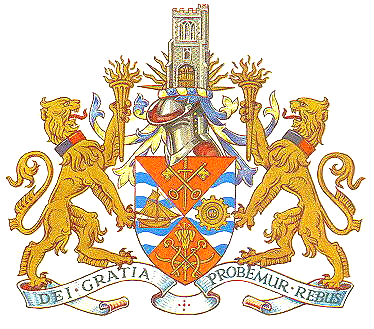 DEI · GRATIA PROBEMUR · REBUS